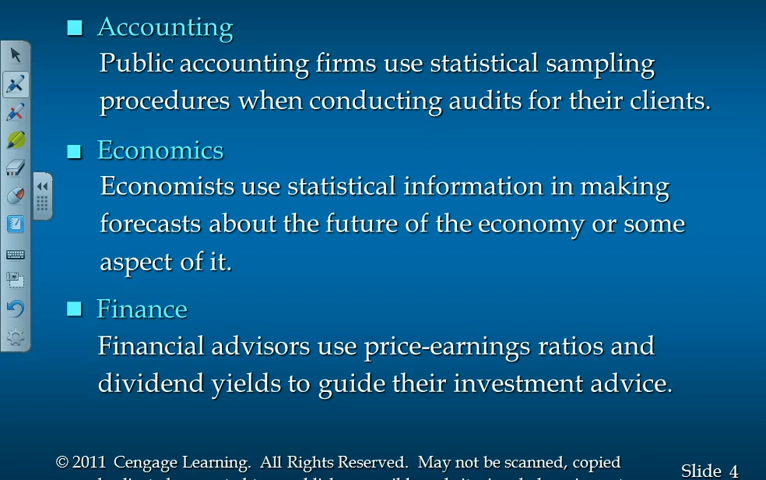 Accounting
Public accounting firms use statistical sampling
procedures when conducting audits for their clients.
Economics
Economists use statistical information in making
forecasts about the future of the economy or some
aspect of it.
Finance
Financial advisors use price-earnings ratios and
dividend yields to guide their investment advice.
© 2011 Cengage Learning. All Rights Reserved. May not be scanned, copied
Slide 4